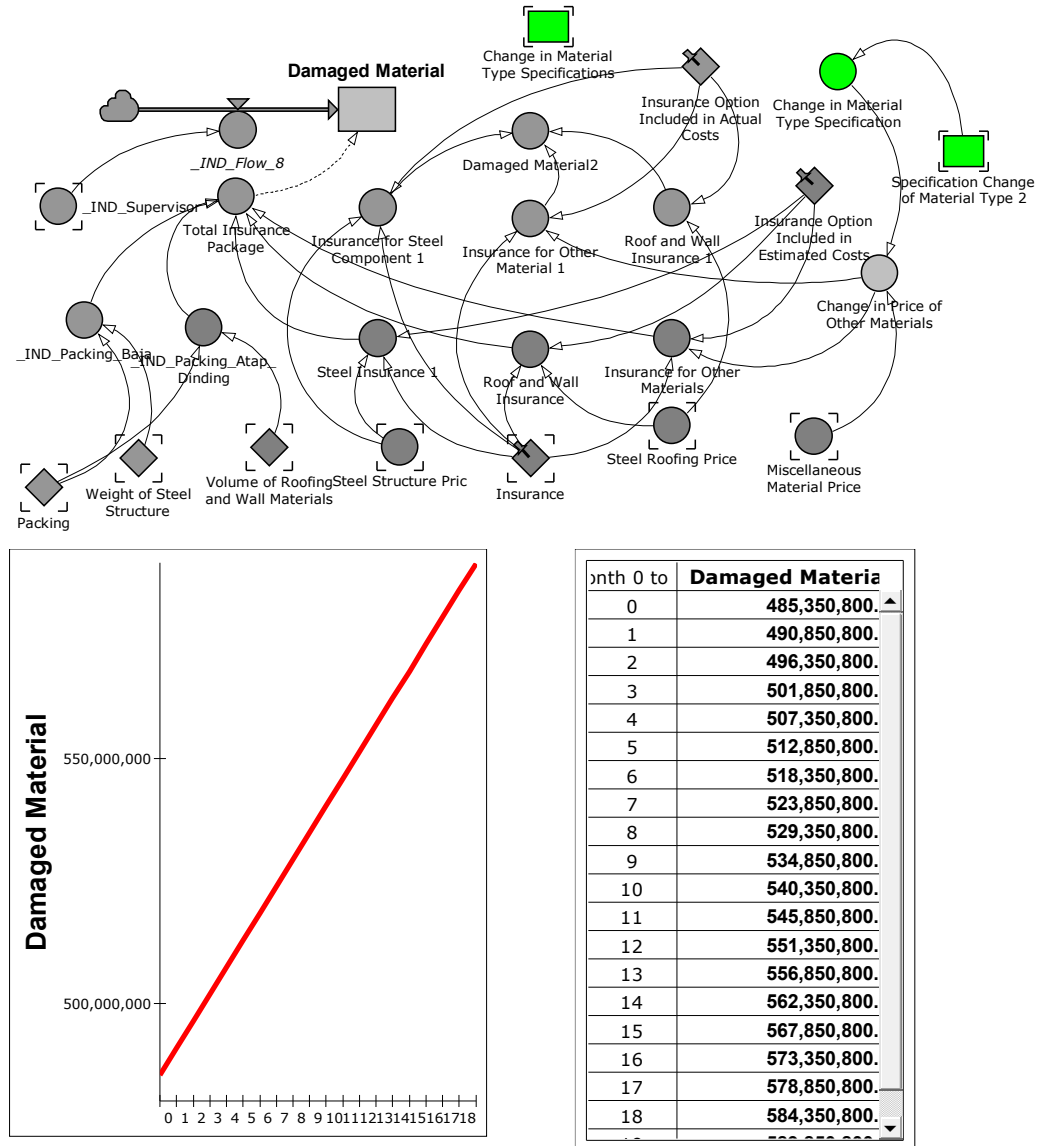 Change in Material
Type Specifications
Damaged Material
Insurance Option
Included in Actual
Costs
Change in Material
Type Specification
_IND_Flow_8
Damaged Material2
Specification Change
of Material Type 2
_IND_Supervisor
Total Insurance
Package
Insurance for Steel
Component 1
Insurance for Other
Material 1
Roof and Wall
Insurance 1
Insurance Option
Included in
Estimated Costs
Change in Price of
Other Materials
_IND_Packing_Baja
_IND_Packing_Atap_
Dinding
Steel Insurance 1
Roof and Wall
Insurance
Insurance for Other
Materials
Packing
Weight of Steel
Structure
Volume of Roofing
and Wall Materials
Steel Structure Pric
Insurance
Steel Roofing Price
Miscellaneous
Material Price
Damaged Material
550,000,000
500,000,000
0 1 2 3 4 5 6 7 8 9 101112131415161718
onth 0 to Damaged Materia
0 485,350,800.
1 490,850,800.
2 496,350,800.
3 501,850,800.
4 507,350,800.
5 512,850,800.
6 518,350,800.
7 523,850,800.
8 529,350,800.
9 534,850,800.
10 540,350,800.
11 545,850,800.
12 551,350,800.
13 556,850,800.
14 562,350,800.
15 567,850,800.
16 573,350,800.
17 578,850,800.
18 584,350,800.